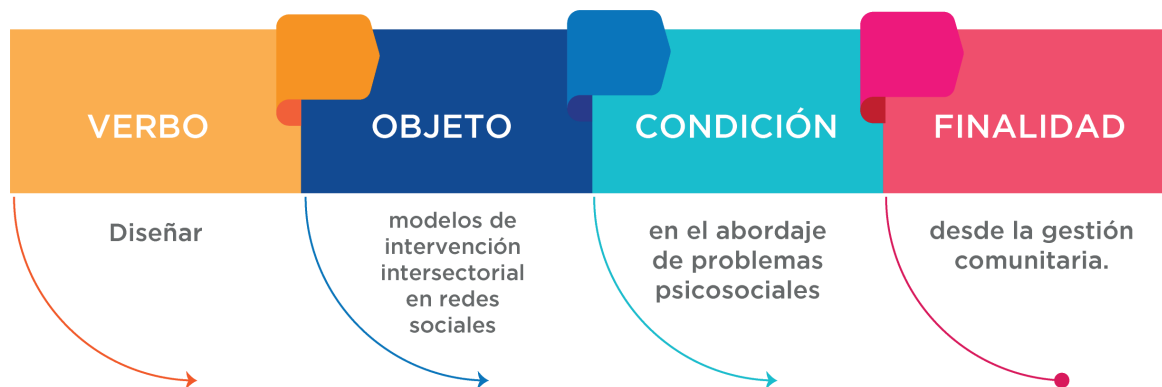 VERBO
OBJETO
CONDICIÓN
FINALIDAD
Diseñar
modelos de
intervención
intersectorial
en redes
sociales
en el abordaje
de problemas
psicosociales
desde la gestión
comunitaria.